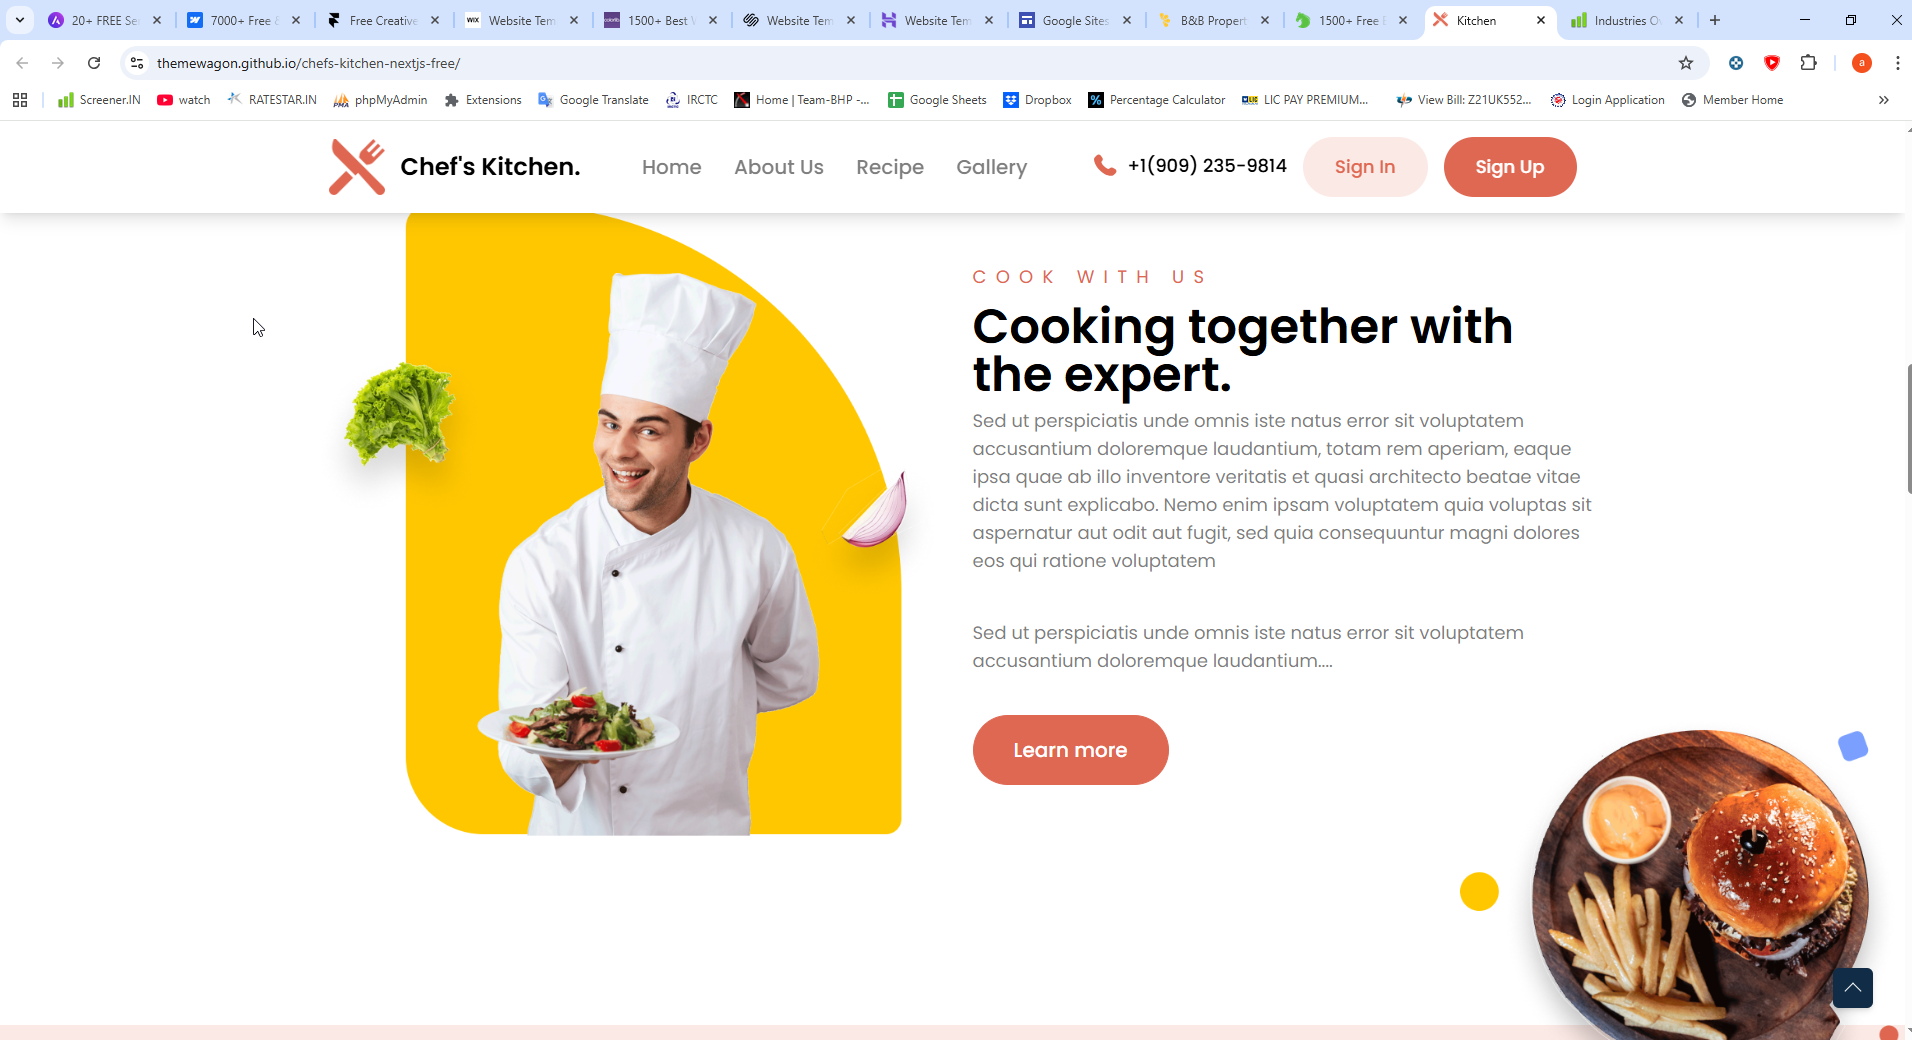 20+ FREE Se
7000+ Free &
Free Creative
WIX
Website Tem
1500+ Best W
Website Tem
Website Tem
Google Sites
B&B Propert
1500+ Free
Kitchen
Industries O
themewagon.github.io/chefs-kitchen-nextjs-free/
a
Screener.IN
watch
RATESTAR.IN
PMA
phpMyAdmin
Extensions
Google Translate
IRCTC
Home | Team-BHP -...
Google Sheets
Dropbox
%
Percentage Calculator
LIC
LIC PAY PREMIUM...
View Bill: Z21UK552...
Login Application
Member Home
Chef's Kitchen.
Home
About Us
Recipe
Gallery
+1(909) 235-9814
Sign In
Sign Up
COOK WITH US
Cooking together with
the expert.
Sed ut perspiciatis unde omnis iste natus error sit voluptatem
accusantium doloremque laudantium, totam rem aperiam, eaque
ipsa quae ab illo inventore veritatis et quasi architecto beatae vitae
dicta sunt explicabo. Nemo enim ipsam voluptatem quia voluptas sit
aspernatur aut odit aut fugit, sed quia consequuntur magni dolores
eos qui ratione voluptatem
Sed ut perspiciatis unde omnis iste natus error sit voluptatem
accusantium doloremque laudantium....
Learn more